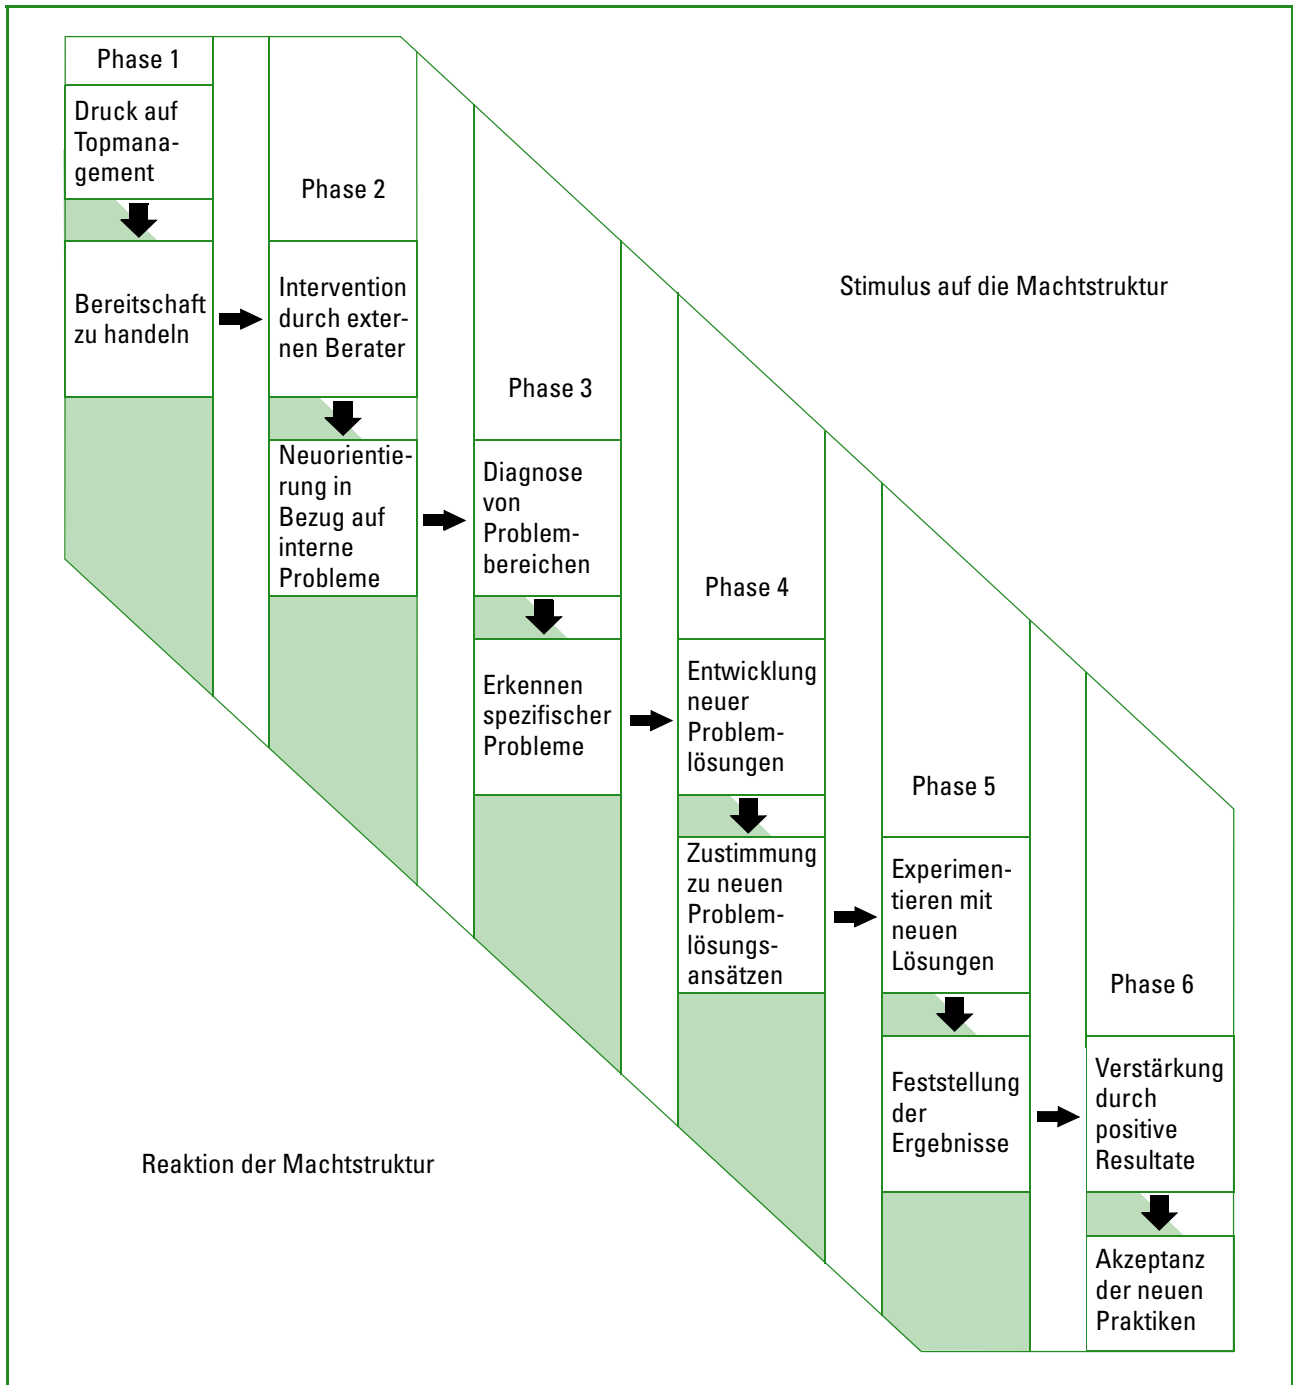 Phase 1
Druck auf
Topmana-
gement
Bereitschaft
zu handeln
Phase 2
Intervention
durch exter-
nen Berater
Neuorientie-
rung in
Bezug auf
interne
Probleme
Phase 3
Diagnose
von
Problem-
bereichen
Erkennen
spezifischer
Probleme
Phase 4
Entwicklung
neuer
Problem-
lösungen
Zustimmung
zu neuen
Problem-
lösungs-
ansätzen
Phase 5
Experimen-
tieren mit
neuen
Lösungen
Feststellung
der
Ergebnisse
Phase 6
Verstärkung
durch
positive
Resultate
Akzeptanz
der neuen
Praktiken
Stimulus auf die Machtstruktur
Reaktion der Machtstruktur